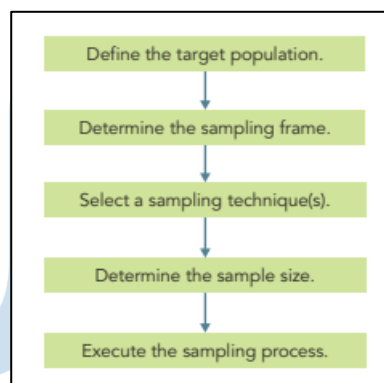 Define the target population.
Determine the sampling frame.
Select a sampling technique(s).
Determine the sample size.
Execute the sampling process.